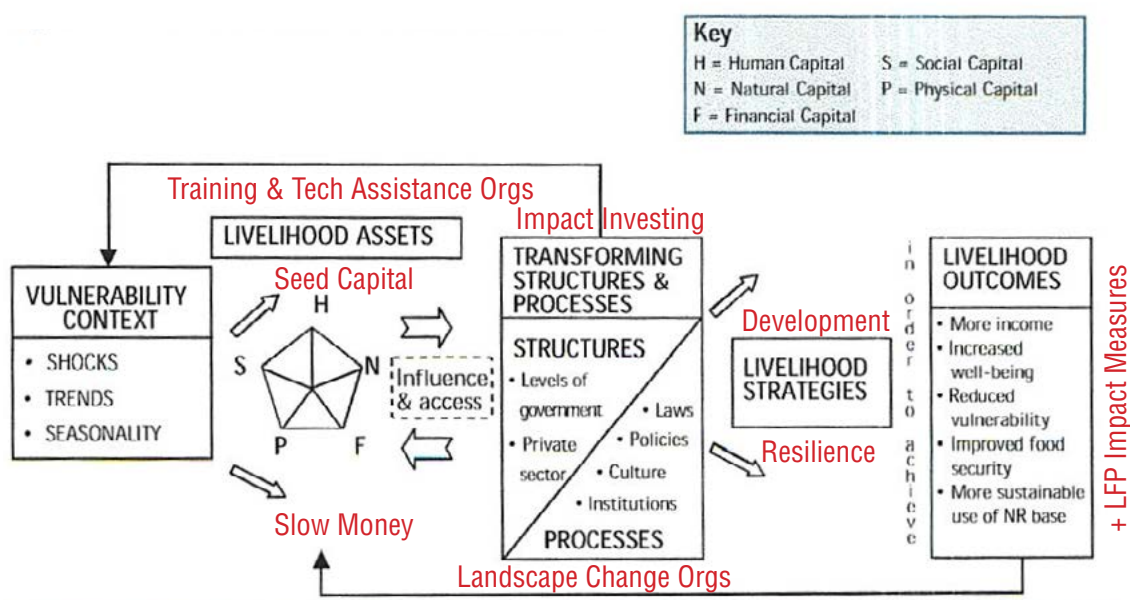 Key
H = Human Capital S = Social Capital
N = Natural Capital P = Physical Capital
F = Financial Capital
Training & Tech Assistance Orgs
Impact Investing
LIVELIHOOD ASSETS
Seed Capital
H
S
N
P
F
VULNERABILITY
CONTEXT
• SHOCKS
• TRENDS
• SEASONALITY
Influence
& access
Slow Money
TRANSFORMING
STRUCTURES &
PROCESSES
STRUCTURES
• Levels of
government
• Private
sector
• Laws
• Policies
• Culture
• Institutions
PROCESSES
Landscape Change Orgs
Development
LIVELIHOOD
STRATEGIES
Resilience
in order to achieve
LIVELIHOOD
OUTCOMES
• More income
• Increased
well-being
• Reduced
vulnerability
• Improved food
security
• More sustainable
use of NR base
+ LFP Impact Measures